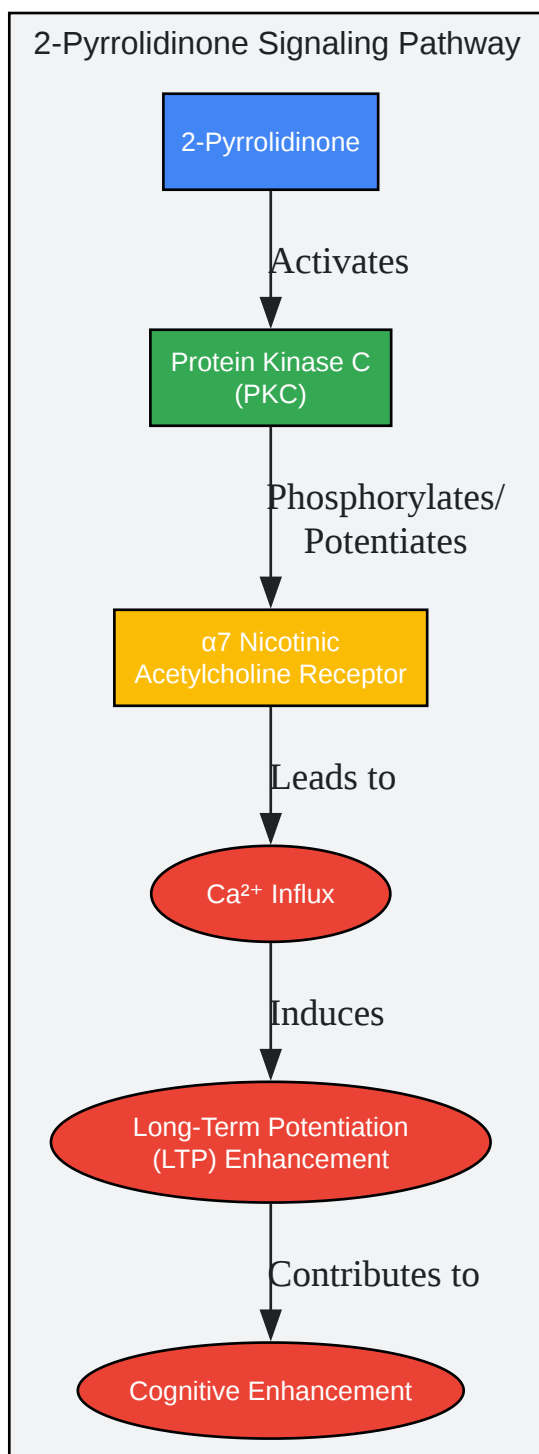 2-Pyrrolidinone Signaling Pathway
2-Pyrrolidinone
Activates
Protein Kinase C
(PKC)
Phosphorylates/
Potentiates
α7 Nicotinic
Acetylcholine Receptor
Leads to
Ca²⁺ Influx
Induces
Long-Term Potentiation
(LTP) Enhancement
Contributes to
Cognitive Enhancement